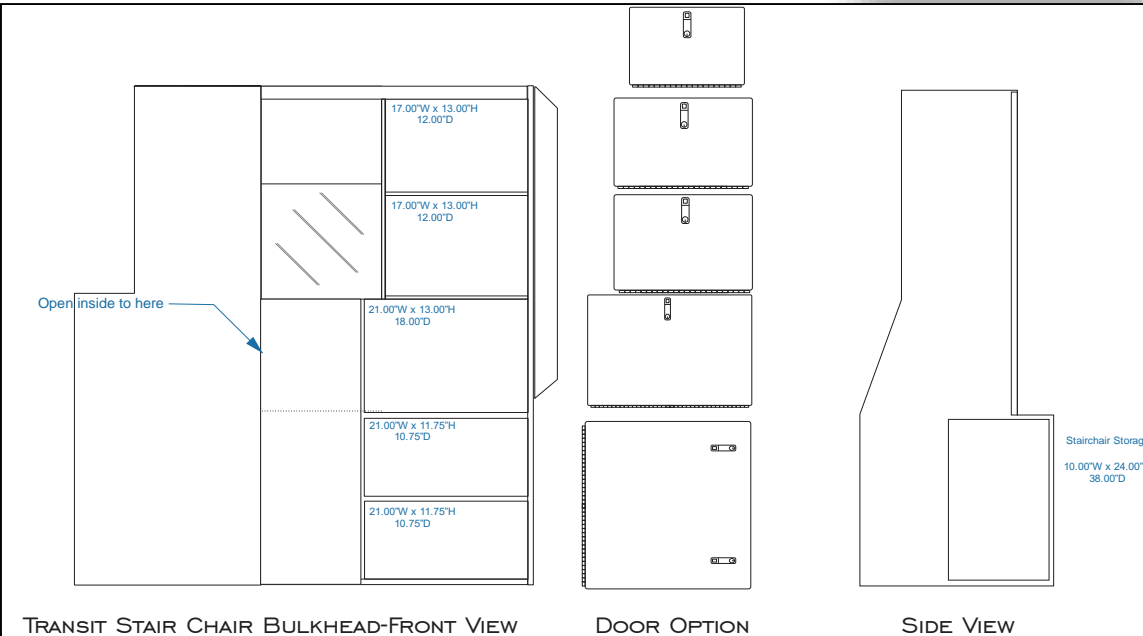 17.00"W x 13.00"H
12.00"D
17.00"W x 13.00"H
12.00"D
Open inside to here
21.00"W x 13.00"H
18.00"D
21.00"W x 11.75"H
10.75"D
21.00"W x 11.75"H
10.75"D
Stairchair Storag
10.00"W x 24.00"
38.00"D
Transit Stair Chair Bulkhead-Front View
Door Option
Side View